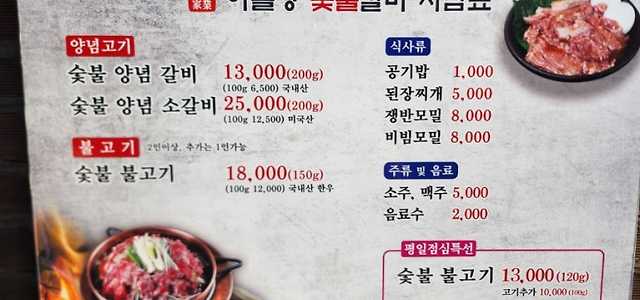 家業
숯불갈비 차림표
양념고기
숯불 양념 갈비 13,000(200g)
(100g 6,500) 국내산
숯불 양념 소갈비 25,000(200g)
(100g 12,500) 미국산
불고기 2인이상, 추가는 1인가능
숯불 불고기 18,000(150g)
(100g 12,000) 국내산 한우
식사류
공기밥 1,000
된장찌개 5,000
쟁반모밀 8,000
비빔모밀 8,000
주류 및 음료
소주, 맥주 5,000
음료수 2,000
평일점심특선
숯불 불고기 13,000(120g)
고기추가 10,000(100g)